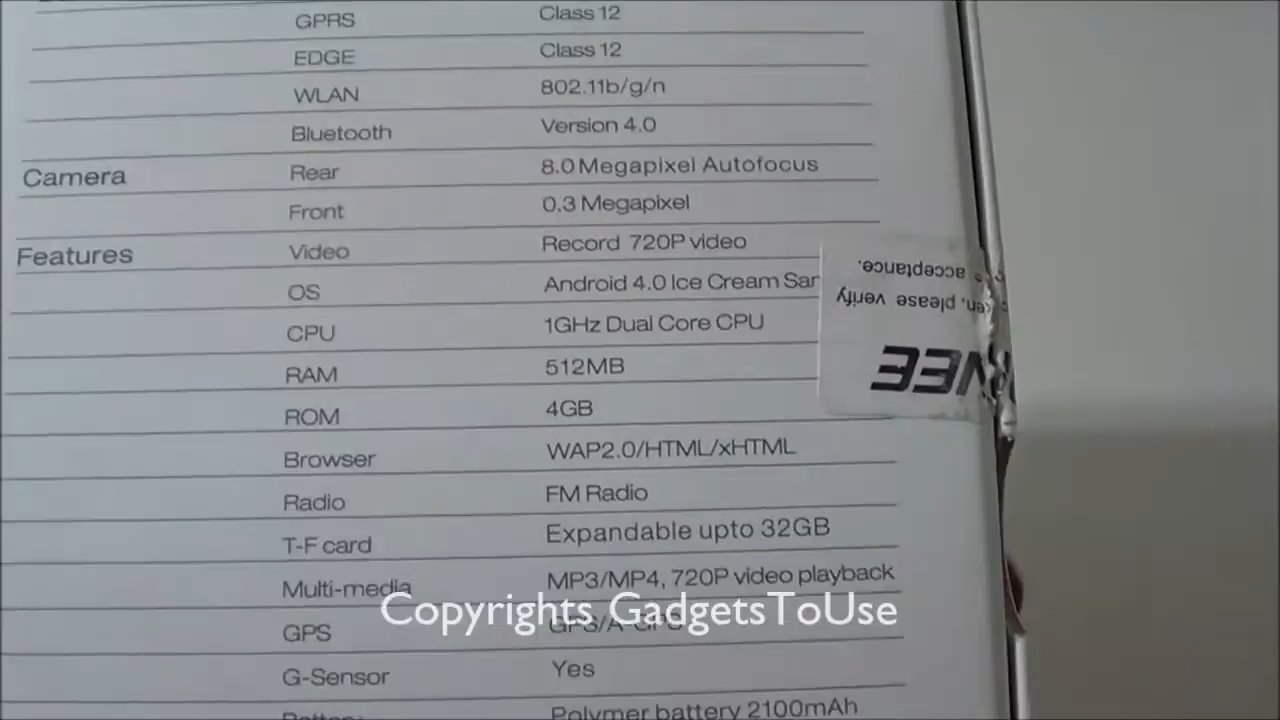 GPRS Class 12
EDGE Class 12
WLAN 802.11b/g/n
Bluetooth Version 4.0
Camera Rear 8.0 Megapixel Autofocus
Front 0.3 Megapixel
Features Video Record 720P video
OS Android 4.0 Ice Cream
CPU 1GHz Dual Core CPU
RAM 512MB
ROM 4GB
Browser WAP2.0/HTML/xHTML
Radio FM Radio
T-F card Expandable upto 32GB
Multi-media MP3/MP4, 720P video playback
GPS GPS/A-GPS
G-Sensor Yes
Polymer battery 2100mAh
please verify
acceptance.
Copyrights GadgetsToUse